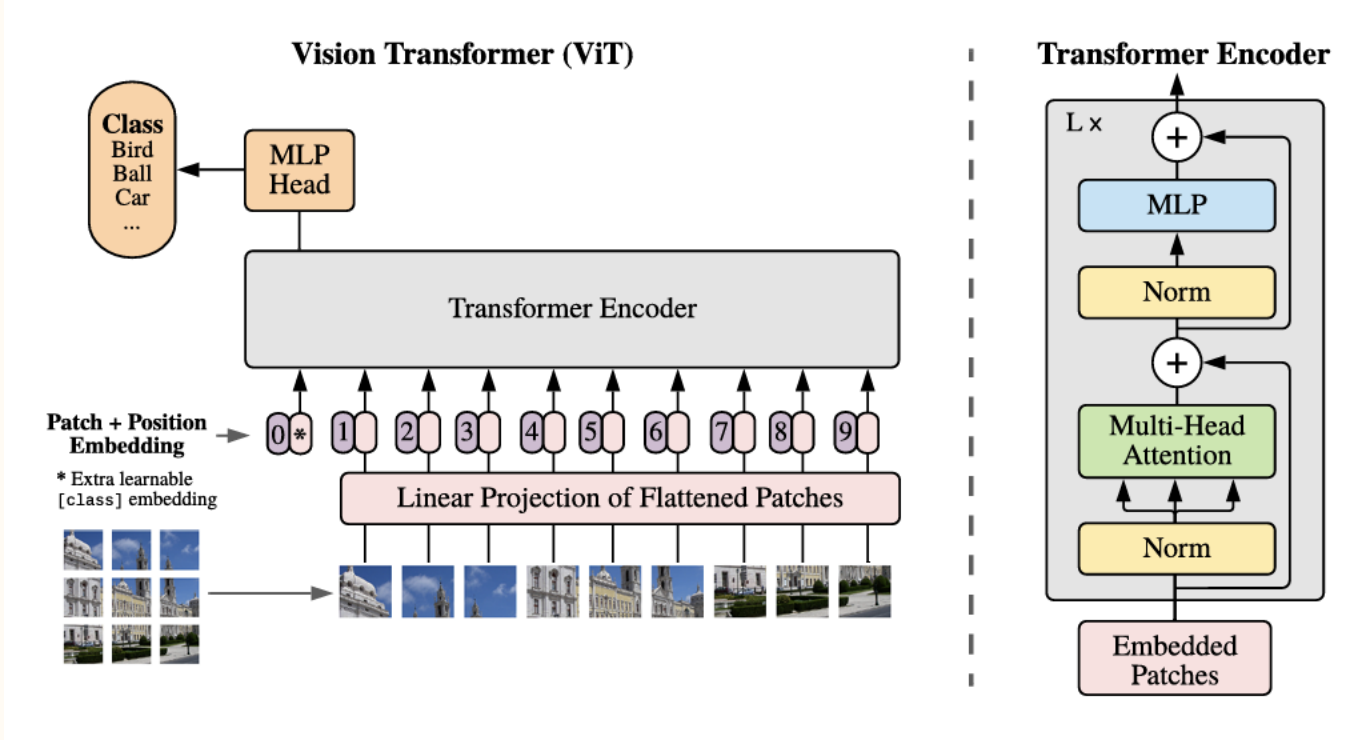 Vision Transformer (ViT)
Class
Bird
Ball
Car
...
MLP
Head
Transformer Encoder
Patch + Position
Embedding
0 * 1 2 3 4 5 6 7 8 9
* Extra learnable
[class] embedding
Linear Projection of Flattened Patches
Transformer Encoder
L x
+
MLP
Norm
+
Multi-Head
Attention
Norm
Embedded
Patches